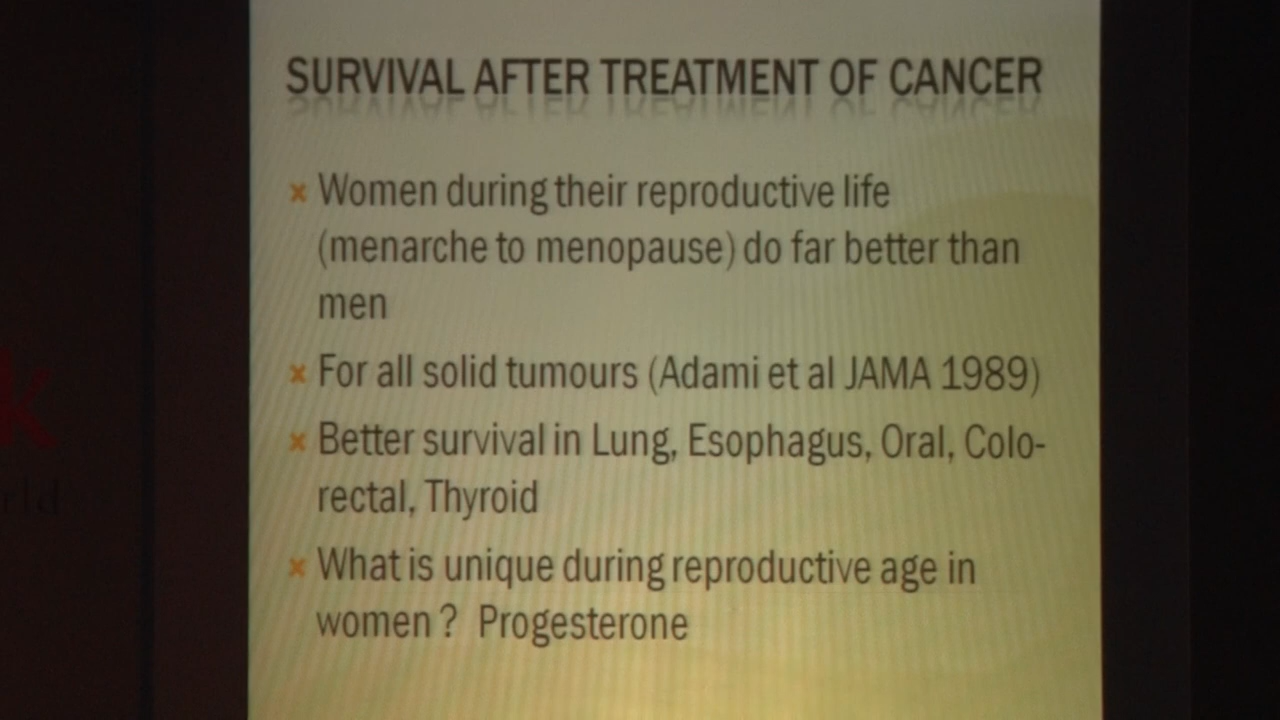 SURVIVAL AFTER TREATMENT OF CANCER
Women during their reproductive life
(menarche to menopause) do far better than
men
For all solid tumours (Adami et al JAMA 1989)
Better survival in Lung, Esophagus, Oral, Colo-
rectal, Thyroid
What is unique during reproductive age in
women ? Progesterone